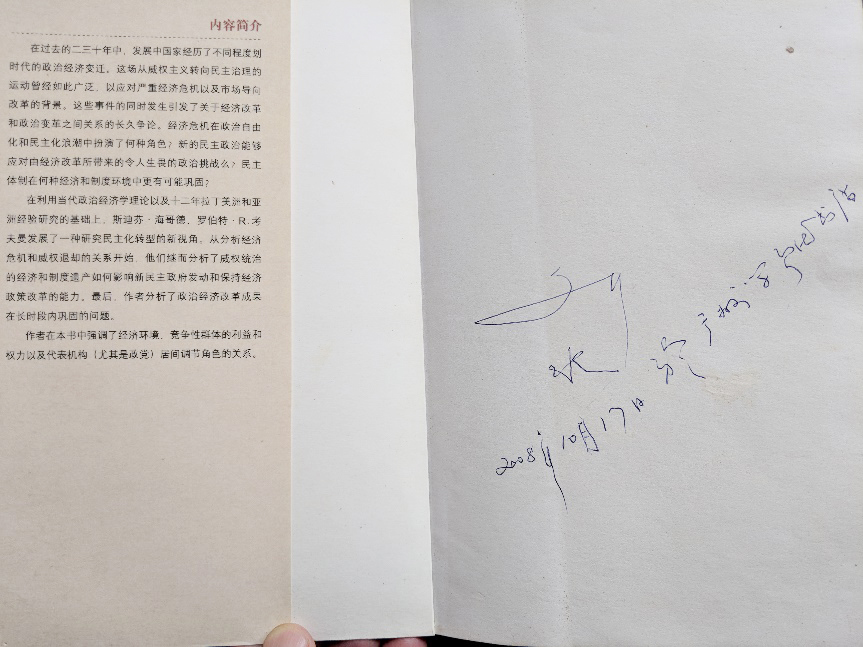 内容简介
在过去的二三十年中，发展中国家经历了不同程度划
时代的政治经济变迁。这场从威权主义转向民主治理的
运动曾经如此广泛，以应对严重经济危机以及市场导向
改革的背景。这些事件的同时发生引发了关于经济改革
和政治变革之间关系的长久争论。经济危机在政治自由
化和民主化浪潮中扮演了何种角色？新的民主政治能够
应对由经济改革所带来的令人生畏的政治挑战么？民主
体制在何种经济和制度环境中更有可能巩固？
在利用当代政治经济学理论以及十二年拉丁美洲和亚
洲经验研究的基础上，斯迪芬·海哥德、罗伯特·R.考
夫曼发展了一种研究民主化转型的新视角。从分析经济
危机和威权退却的关系开始，他们继而分析了威权统治
的经济和制度遗产如何影响新民主政府发动和保持经济
政策改革的能力。最后，作者分析了政治经济改革成果
在长时段内巩固的问题。
作者在本书中强调了经济环境、竞争性群体的利益和
权力以及代表机构（尤其是政党）居间调节角色的关系。
2008年10月17日